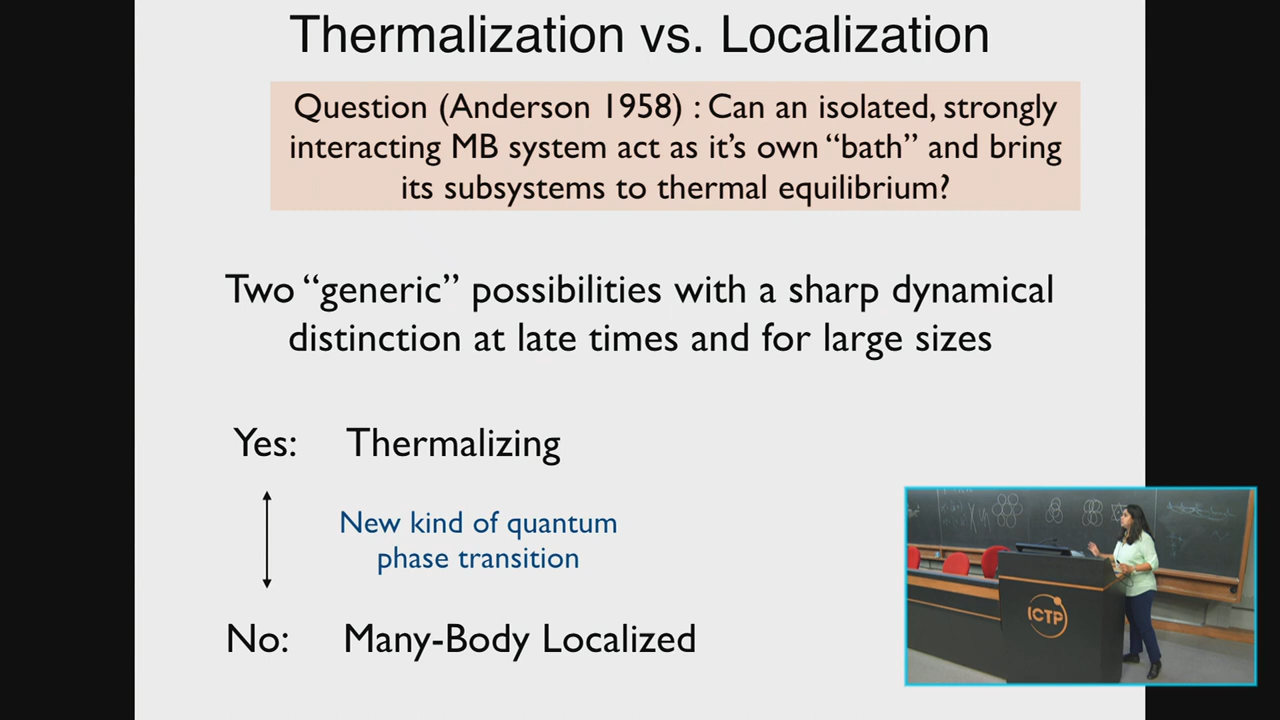 Thermalization vs. Localization
Question (Anderson 1958) : Can an isolated, strongly
interacting MB system act as it’s own “bath” and bring
its subsystems to thermal equilibrium?
Two “generic” possibilities with a sharp dynamical
distinction at late times and for large sizes
Yes: Thermalizing
New kind of quantum
phase transition
No: Many-Body Localized
ICTP